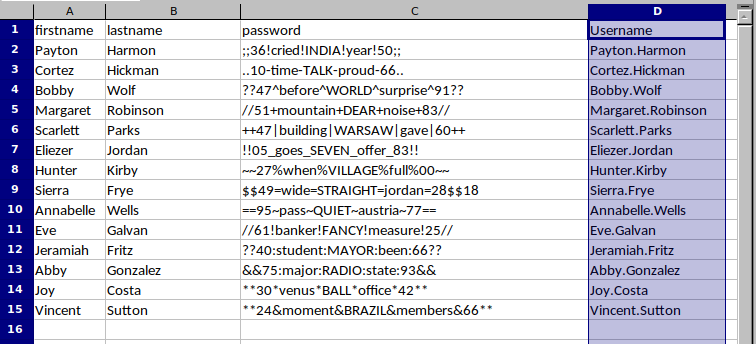 A B C D
1 firstname lastname password Username
2 Payton Harmon ;;36!cried!INDIA!year!50;; Payton.Harmon
3 Cortez Hickman ..10-time-TALK-proud-66.. Cortez.Hickman
4 Bobby Wolf ??47^before^WORLD^surprise^91?? Bobby.Wolf
5 Margaret Robinson //51+mountain+DEAR+noise+83// Margaret.Robinson
6 Scarlett Parks ++47|building|WARSAW|gave|60++ Scarlett.Parks
7 Eliezer Jordan !!05_goes_SEVEN_offer_83!! Eliezer.Jordan
8 Hunter Kirby ~~27%when%VILLAGE%full%00~~ Hunter.Kirby
9 Sierra Frye $$49=wide=STRAIGHT=jordan=28$$18 Sierra.Frye
10 Annabelle Wells ==95~pass~QUIET~austria~77== Annabelle.Wells
11 Eve Galvan //61!banker!FANCY!measure!25// Eve.Galvan
12 Jeramiah Fritz ??40:student:MAYOR:been:66?? Jeramiah.Fritz
13 Abby Gonzalez &&75:major:RADIO:state:93&& Abby.Gonzalez
14 Joy Costa **30*venus*BALL*office*42** Joy.Costa
15 Vincent Sutton **24&moment&BRAZIL&members&66** Vincent.Sutton
16